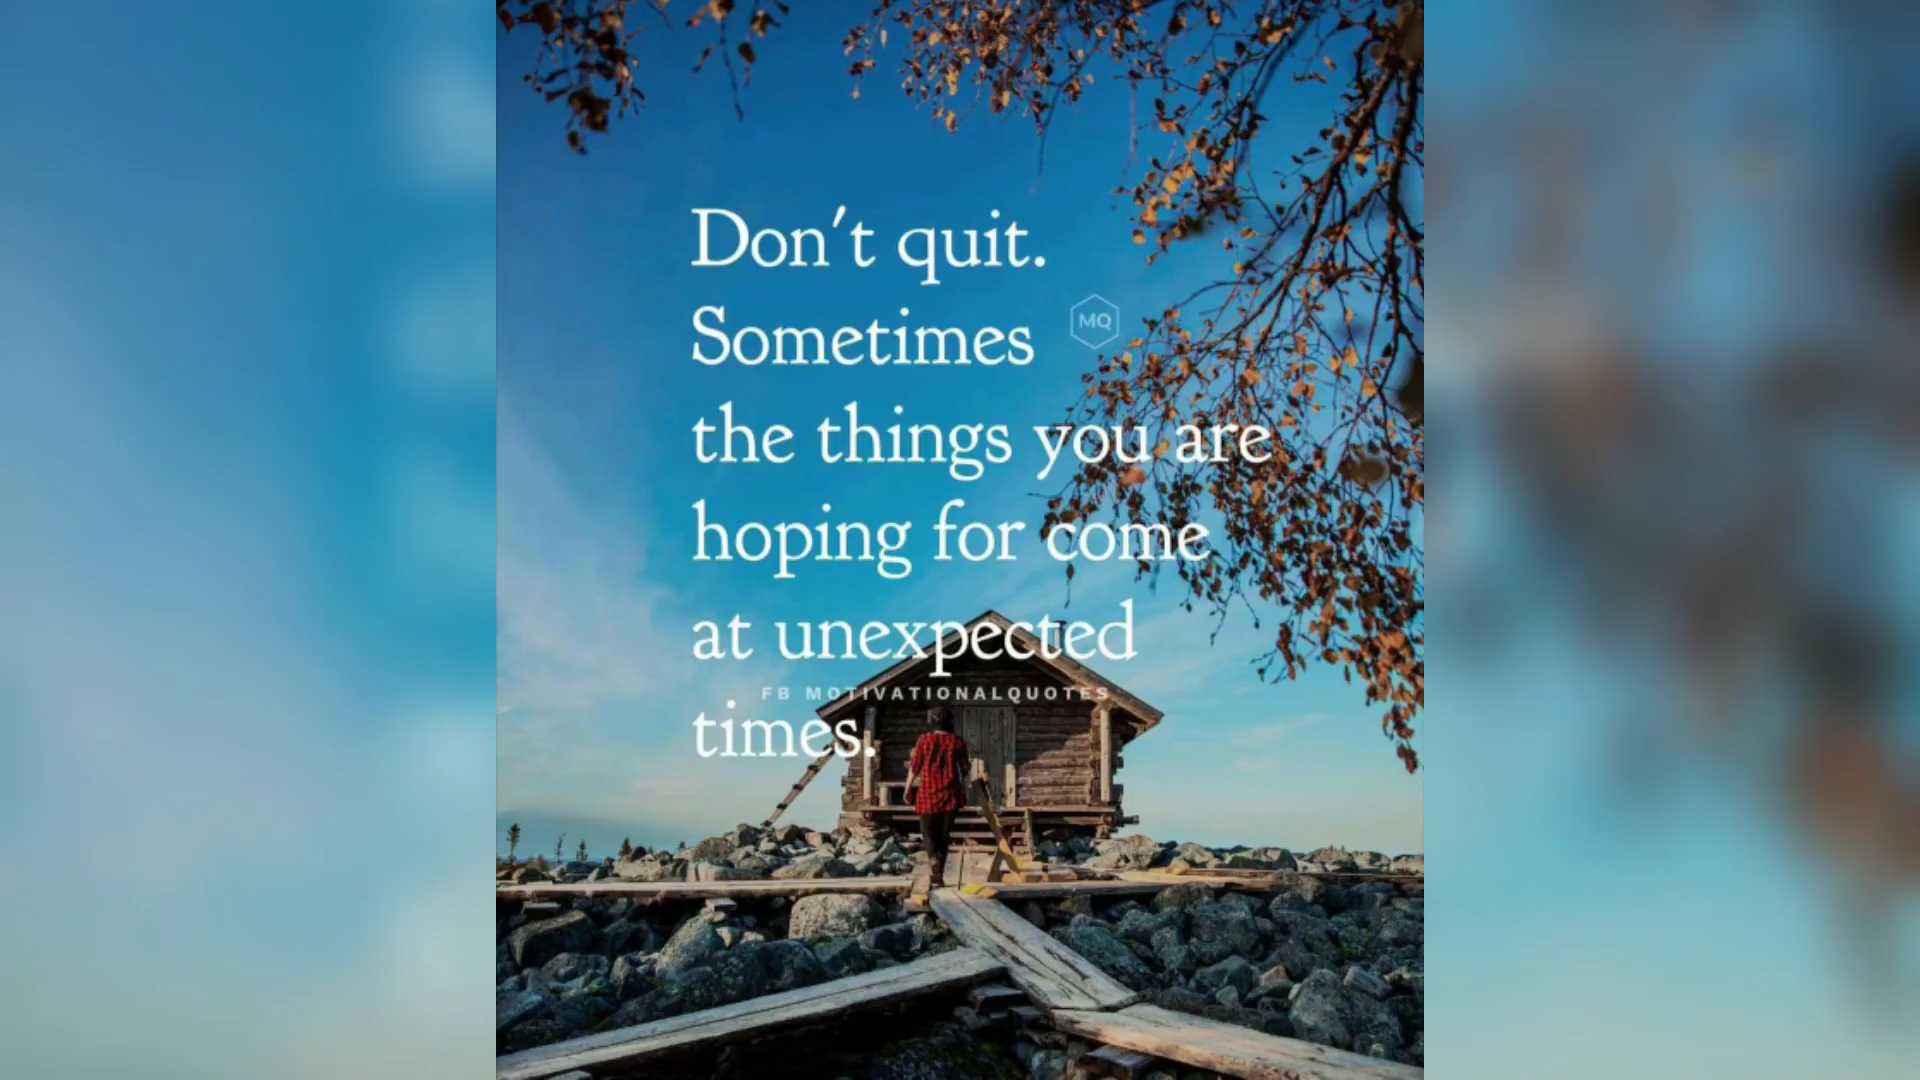 Don't quit.
Sometimes
MQ
the things you are
hoping for come
at unexpected
FB MOTIVATIONALQUOTES
times.